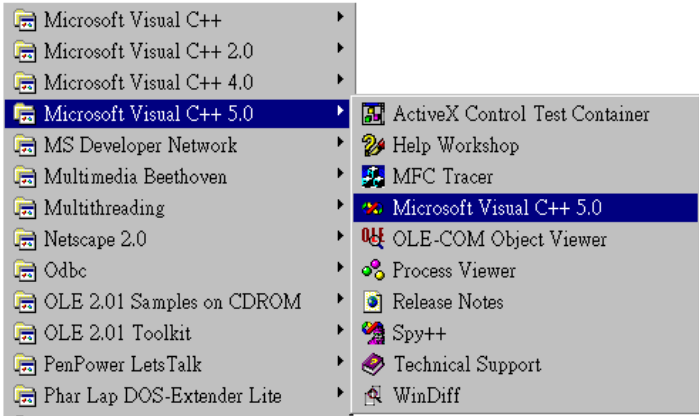 Microsoft Visual C++
Microsoft Visual C++ 2.0
Microsoft Visual C++ 4.0
Microsoft Visual C++ 5.0
MS Developer Network
Multimedia Beethoven
Multithreading
Netscape 2.0
Odbc
OLE 2.01 Samples on CDROM
OLE 2.01 Toolkit
PenPower LetsTalk
Phar Lap DOS-Extender Lite
ActiveX Control Test Container
Help Workshop
MFC Tracer
Microsoft Visual C++ 5.0
OLE-COM Object Viewer
Process Viewer
Release Notes
Spy++
Technical Support
WinDiff